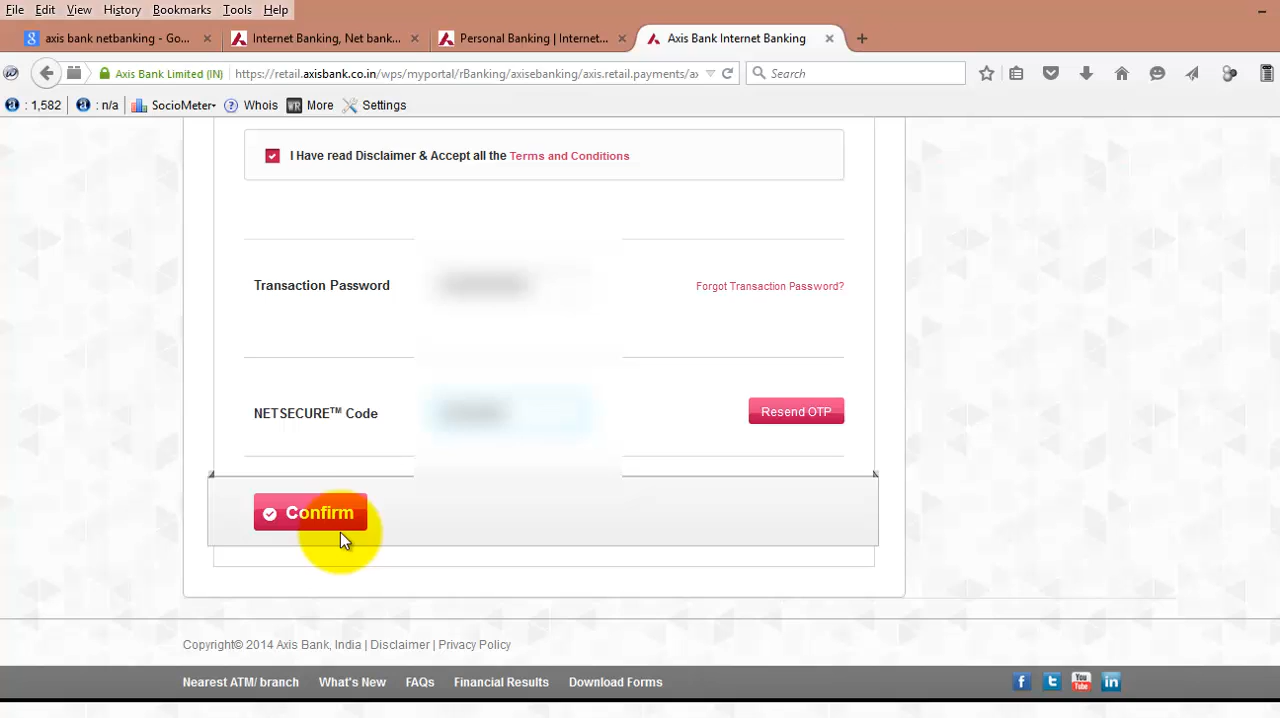 File Edit View History Bookmarks Tools Help
axis bank netbanking - Go... × Internet Banking, Net bank... × Personal Banking | Internet... × Axis Bank Internet Banking × +
Axis Bank Limited (IN) https://retail.axisbank.co.in/wps/myportal/rBanking/axisebanking/axis.retail.payments/ax Search
: 1,582 : n/a SocioMeter Whois WR More Settings
I Have read Disclaimer & Accept all the Terms and Conditions
Transaction Password Forgot Transaction Password?
NETSECURE™ Code Resend OTP
Confirm
Copyright© 2014 Axis Bank, India | Disclaimer | Privacy Policy
Nearest ATM/ branch What's New FAQs Financial Results Download Forms